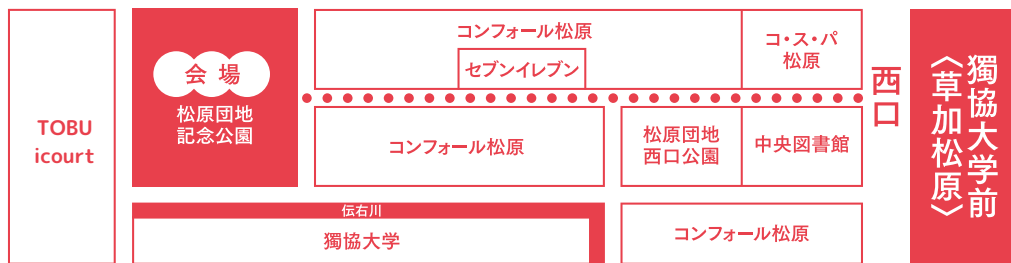 TOBU
icourt
会場
松原団地
記念公園
コンフォール松原
セブンイレブン
コ・ス・パ
松原
西口
獨協大学前
〈草加松原〉
コンフォール松原
松原団地
西口公園
中央図書館
伝右川
獨協大学
コンフォール松原